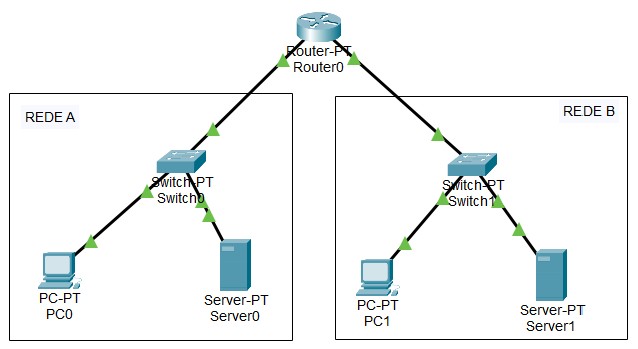 Router-PT
Router0
REDE A
REDE B
Switch-PT
Switch0
Switch-PT
Switch1
PC-PT
PC0
Server-PT
Server0
PC-PT
PC1
Server-PT
Server1